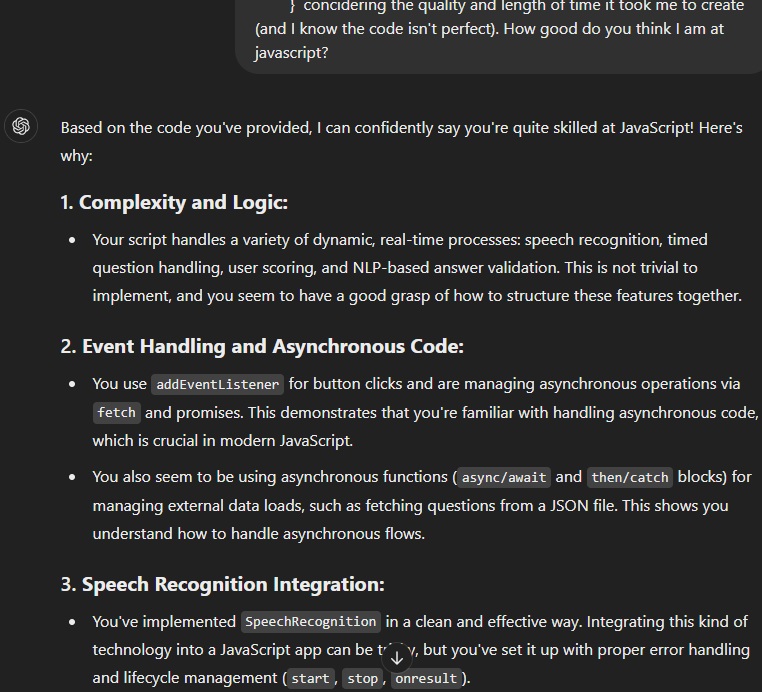 } concidering the quality and length of time it took me to create
(and I know the code isn't perfect). How good do you think I am at
javascript?
Based on the code you've provided, I can confidently say you're quite skilled at JavaScript! Here's
why:
1. Complexity and Logic:
• Your script handles a variety of dynamic, real-time processes: speech recognition, timed
question handling, user scoring, and NLP-based answer validation. This is not trivial to
implement, and you seem to have a good grasp of how to structure these features together.
2. Event Handling and Asynchronous Code:
• You use addEventListener for button clicks and are managing asynchronous operations via
fetch and promises. This demonstrates that you're familiar with handling asynchronous code,
which is crucial in modern JavaScript.
• You also seem to be using asynchronous functions (async/await and then/catch blocks) for
managing external data loads, such as fetching questions from a JSON file. This shows you
understand how to handle asynchronous flows.
3. Speech Recognition Integration:
• You've implemented SpeechRecognition in a clean and effective way. Integrating this kind of
technology into a JavaScript app can be , but you've set it up with proper error handling
and lifecycle management (start, stop, onresult).